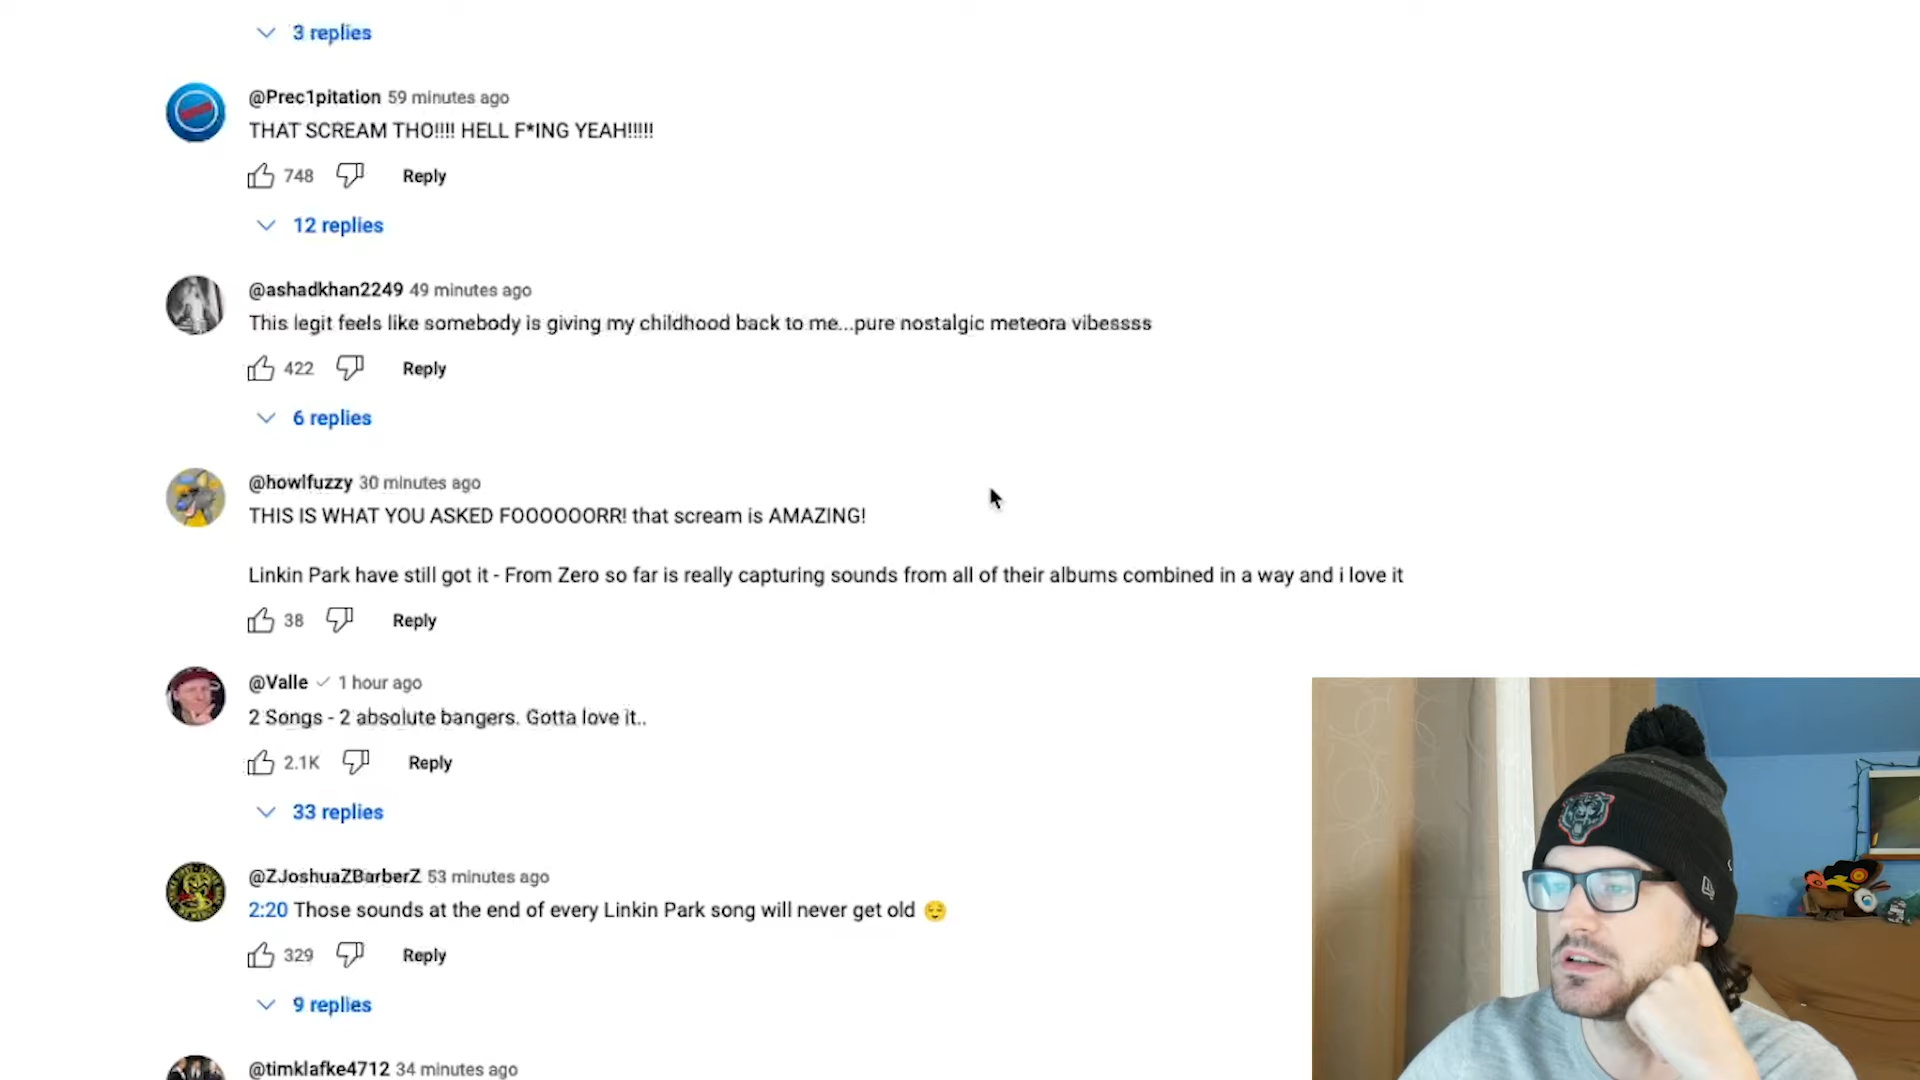 3 replies
@Prec1pitation 59 minutes ago
THAT SCREAM THO!!!! HELL F*ING YEAH!!!!!
748 Reply
12 replies
@ashadkhan2249 49 minutes ago
This legit feels like somebody is giving my childhood back to me...pure nostalgic meteora vibessss
422 Reply
6 replies
@howlfuzzy 30 minutes ago
THIS IS WHAT YOU ASKED FOOOOOORR! that scream is AMAZING!
Linkin Park have still got it - From Zero so far is really capturing sounds from all of their albums combined in a way and i love it
38 Reply
@Valle 1 hour ago
2 Songs - 2 absolute bangers. Gotta love it..
2.1K Reply
33 replies
@ZJoshuaZBarberZ 53 minutes ago
2:20 Those sounds at the end of every Linkin Park song will never get old 😌
329 Reply
9 replies
@timklafke4712 34 minutes ago